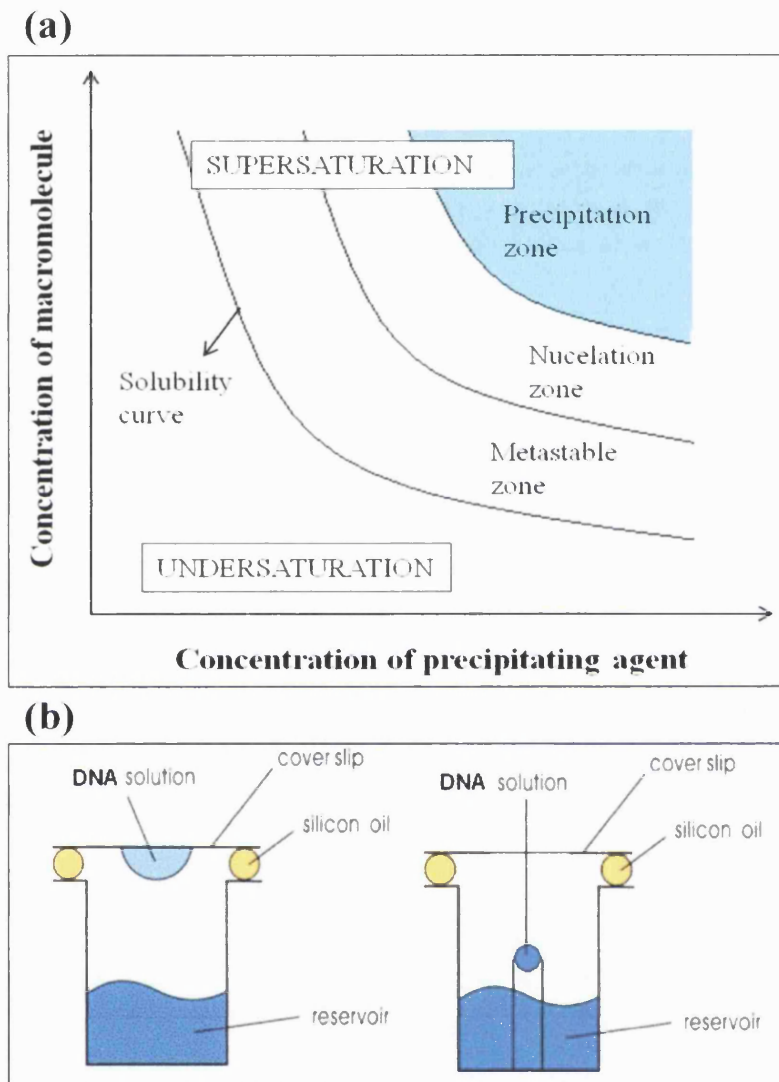 (a)
Concentration of macromolecule
SUPERSATURATION
Precipitation
zone
Nucelation
zone
Solubility
curve
Metastable
zone
UNDERSATURATION
Concentration of precipitating agent
(b)
DNA solution
cover slip
silicon oil
reservoir
DNA solution
cover slip
silicon oil
reservoir